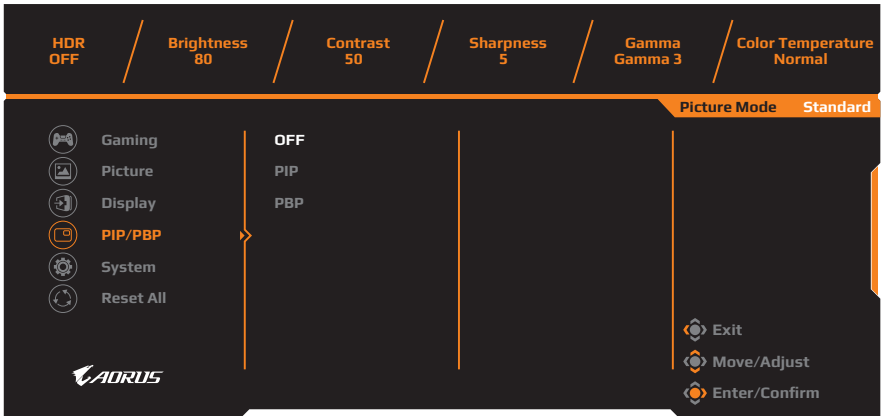 HDR
OFF
Brightness
80
Contrast
50
Sharpness
5
Gamma
Gamma 3
Color Temperature
Normal
Picture Mode Standard
Gaming
Picture
Display
PIP/PBP
System
Reset All
OFF
PIP
PBP
Exit
Move/Adjust
Enter/Confirm
AORUS